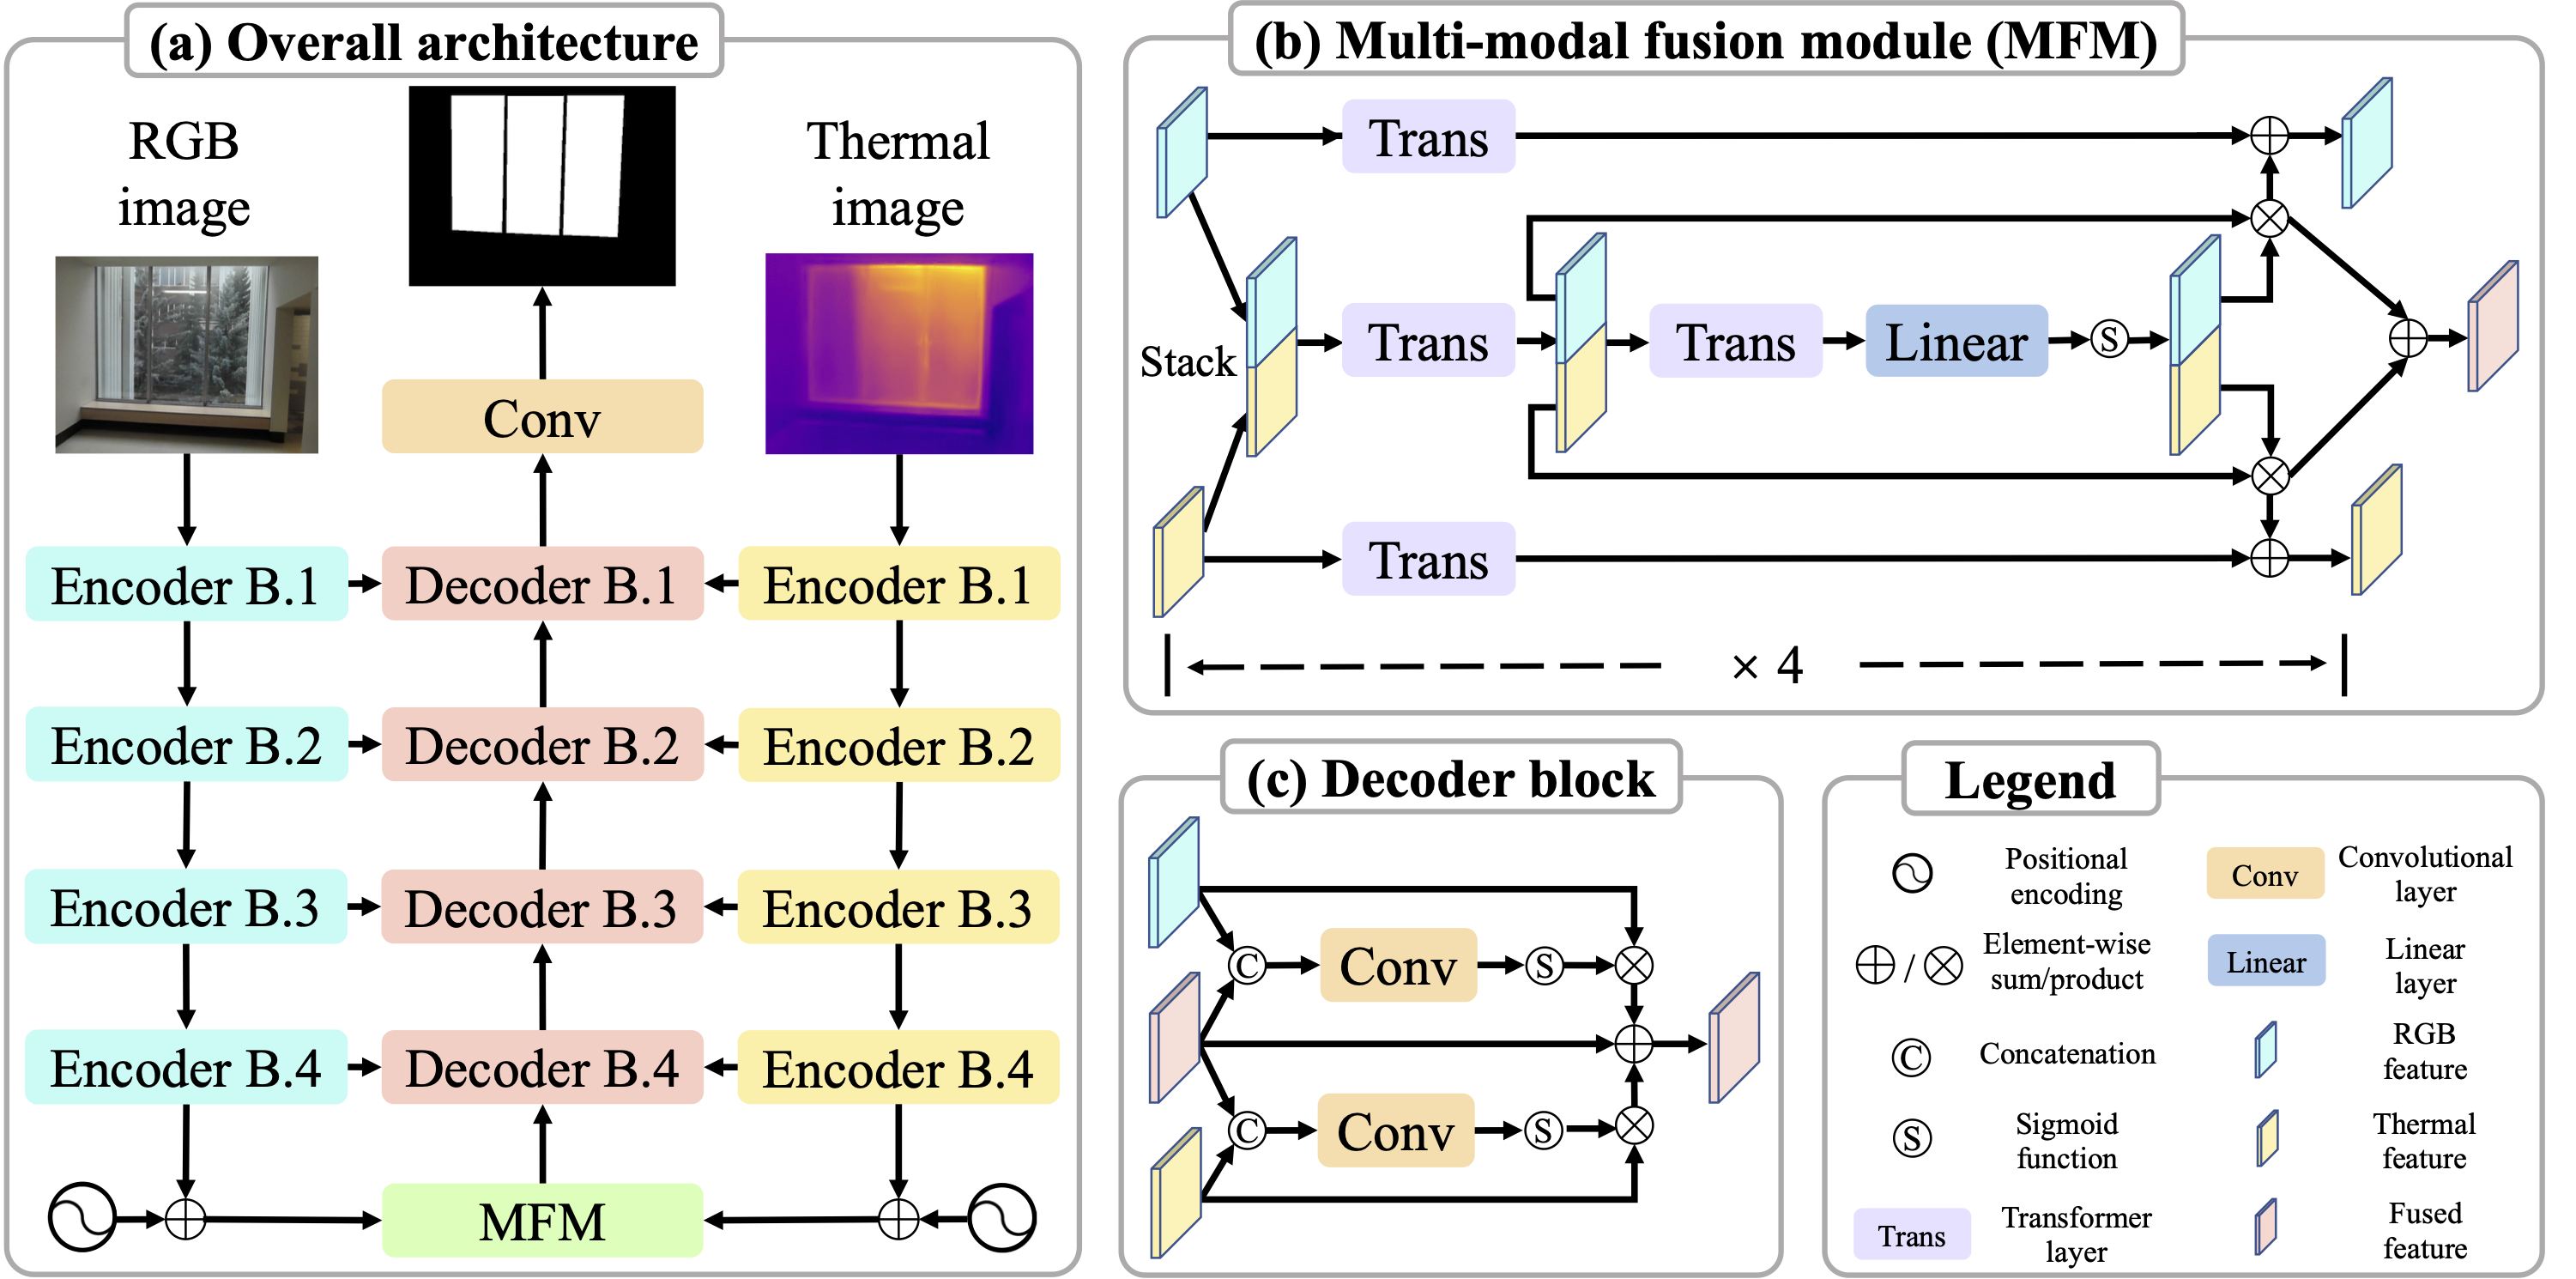 (a) Overall architecture
RGB
image
Thermal
image
Conv
Encoder B.1
Decoder B.1
Encoder B.1
Encoder B.2
Decoder B.2
Encoder B.2
Encoder B.3
Decoder B.3
Encoder B.3
Encoder B.4
Decoder B.4
Encoder B.4
MFM
(b) Multi-modal fusion module (MFM)
Trans
Stack
Trans
Trans
Linear
S
Trans
× 4
(c) Decoder block
C
Conv
S
C
Conv
S
Legend
Positional
encoding
Conv
Convolutional
layer
/
Element-wise
sum/product
Linear
Linear
layer
C
Concatenation
RGB
feature
S
Sigmoid
function
Thermal
feature
Trans
Transformer
layer
Fused
feature